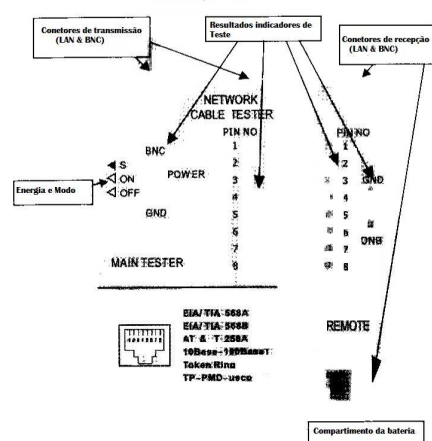 Conetores de transmissão
(LAN & BNC)
Resultados indicadores de
Teste
Conetores de recepção
(LAN & BNC)
NETWORK
CABLE TESTER
PIN NO
PIN NO
BNC
1
1
2
2
S
POWER
3
3
GND
ON
Energia e Modo
4
4
OFF
GND
5
5
6
6
7
7
MAIN TESTER
8
8
EIA/TIA 568A
EIA/TIA 568B
AT & T-258A
REMOTE
Token Ring
Compartimento da bateria